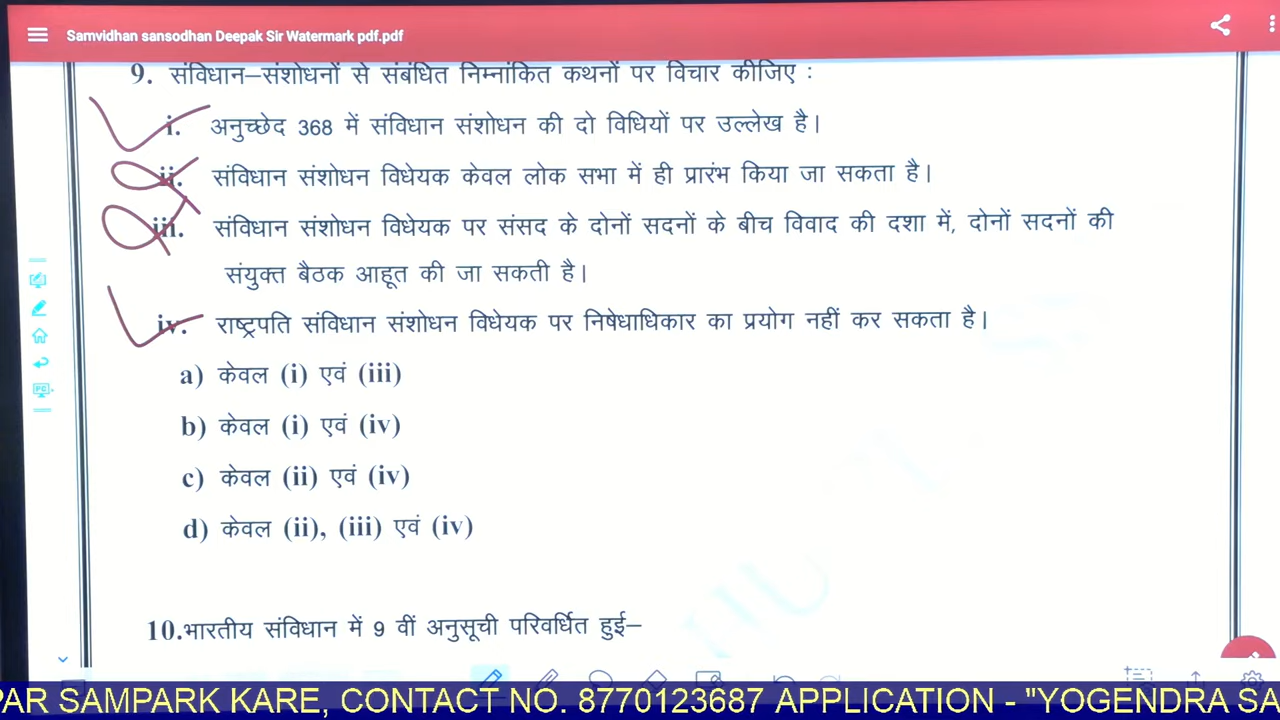 Samvidhan sansodhan Deepak Sir Watermark pdf.pdf
9. संविधान–संशोधनों से संबंधित निम्नांकित कथनों पर विचार कीजिए :
i. अनुच्छेद 368 में संविधान संशोधन की दो विधियों पर उल्लेख है।
ii. संविधान संशोधन विधेयक केवल लोक सभा में ही प्रारंभ किया जा सकता है।
iii. संविधान संशोधन विधेयक पर संसद के दोनों सदनों के बीच विवाद की दशा में, दोनों सदनों की
संयुक्त बैठक आहूत की जा सकती है।
iv. राष्ट्रपति संविधान संशोधन विधेयक पर निषेधाधिकार का प्रयोग नहीं कर सकता है।
a) केवल (i) एवं (iii)
b) केवल (i) एवं (iv)
c) केवल (ii) एवं (iv)
d) केवल (ii), (iii) एवं (iv)
10.भारतीय संविधान में 9 वीं अनुसूची परिवर्धित हुई–
PAR SAMPARK KARE, CONTACT NO. 8770123687 APPLICATION - "YOGENDRA SA